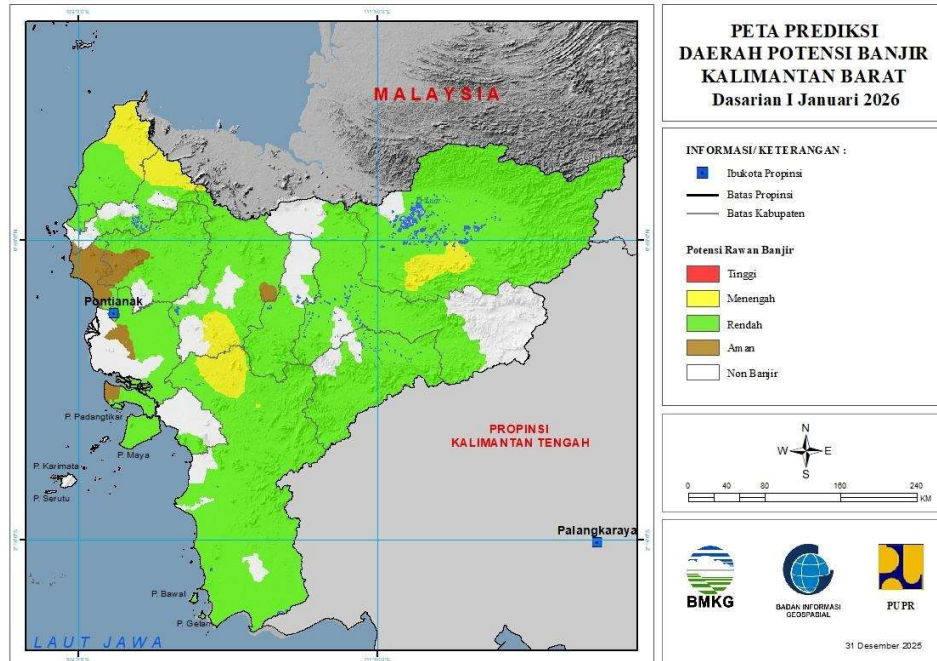 PETA PREDIKSI
DAERAH POTENSI BANJIR
KALIMANTAN BARAT
Dasarian I Januari 2026
MALAYSIA
Pontianak
P. Padangtikar
P. Maya
P. Karimata
P. Serutu
PROPINSI
KALIMANTAN TENGAH
Palangkaraya
P. Bawal
P. Gelam
LAUT JAWA
INFORMASI/ KETERANGAN :
Ibukota Propinsi
Batas Propinsi
Batas Kabupaten
Potensi Rawan Banjir
Tinggi
Menengah
Rendah
Aman
Non Banjir
N
W E
S
0 40 80 160 240
KM
BMKG
BADAN INFORMASI
GEOSPASIAL
PUPR
31 Desember 2025